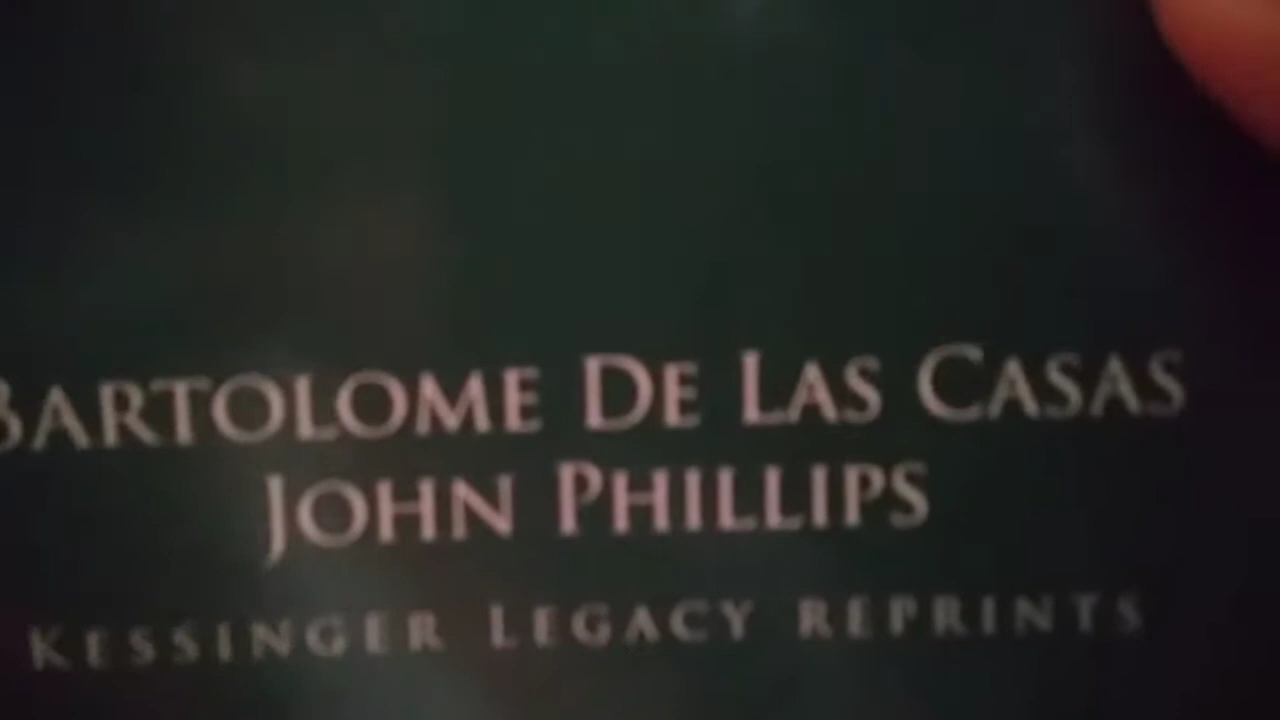 BARTOLOME DE LAS CASAS
JOHN PHILLIPS
KESSINGER LEGACY REPRINTS